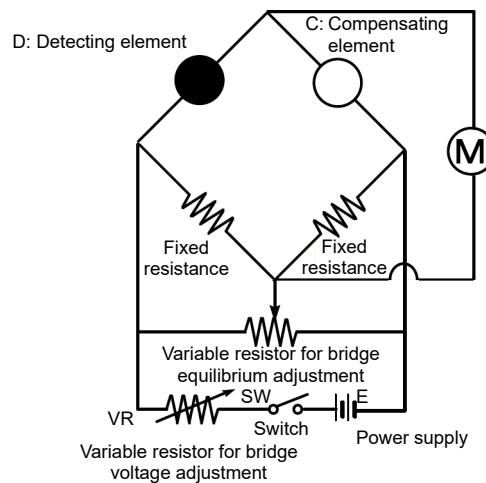 D: Detecting element
C: Compensating
element
M
Fixed
resistance
Fixed
resistance
Variable resistor for bridge
equilibrium adjustment
VR
SW
E
Switch
Power supply
Variable resistor for bridge
voltage adjustment